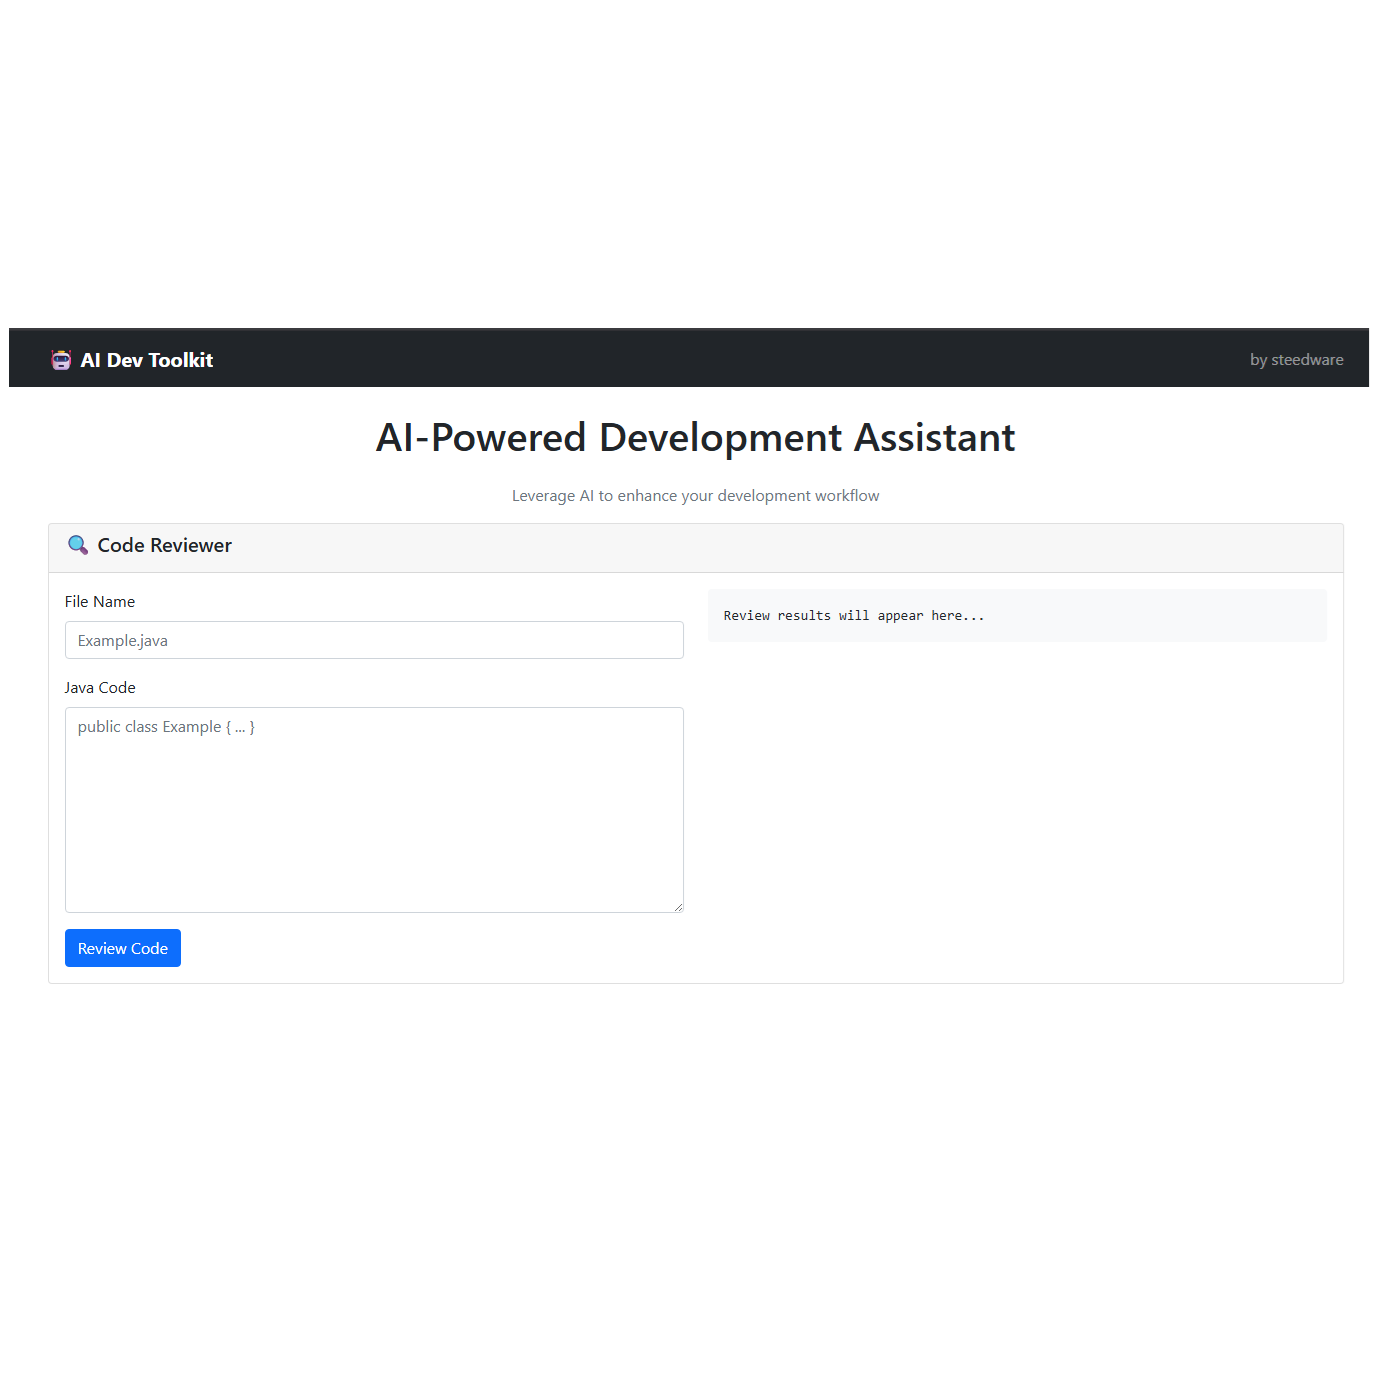 AI Dev Toolkit
by steedware
AI-Powered Development Assistant
Leverage AI to enhance your development workflow
Code Reviewer
File Name
Example.java
Java Code
public class Example { ... }
Review Code
Review results will appear here...